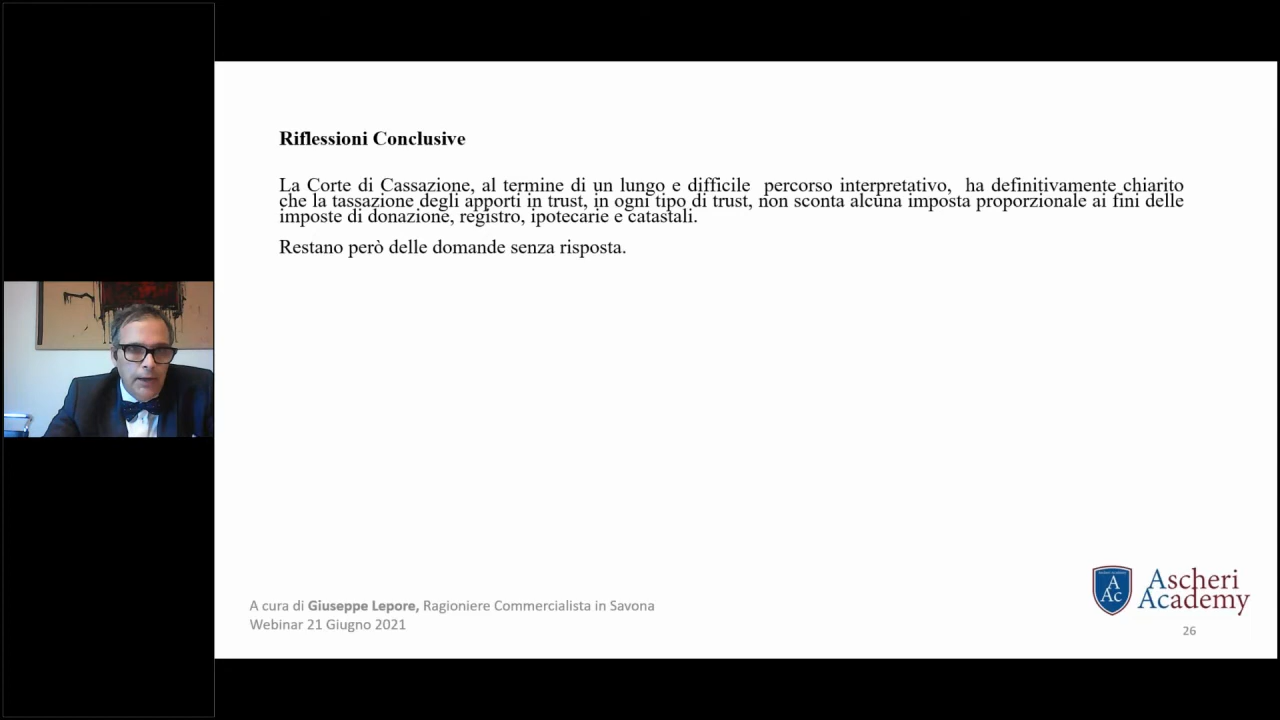 Riflessioni Conclusive
La Corte di Cassazione, al termine di un lungo e difficile percorso interpretativo, ha definitivamente chiarito
che la tassazione degli apporti in trust, in ogni tipo di trust, non sconta alcuna imposta proporzionale ai fini delle
imposte di donazione, registro, ipotecarie e catastali.
Restano però delle domande senza risposta.
A cura di Giuseppe Lepore, Ragioniere Commercialista in Savona
Webinar 21 Giugno 2021
A
Ac
Ascheri
Academy
26